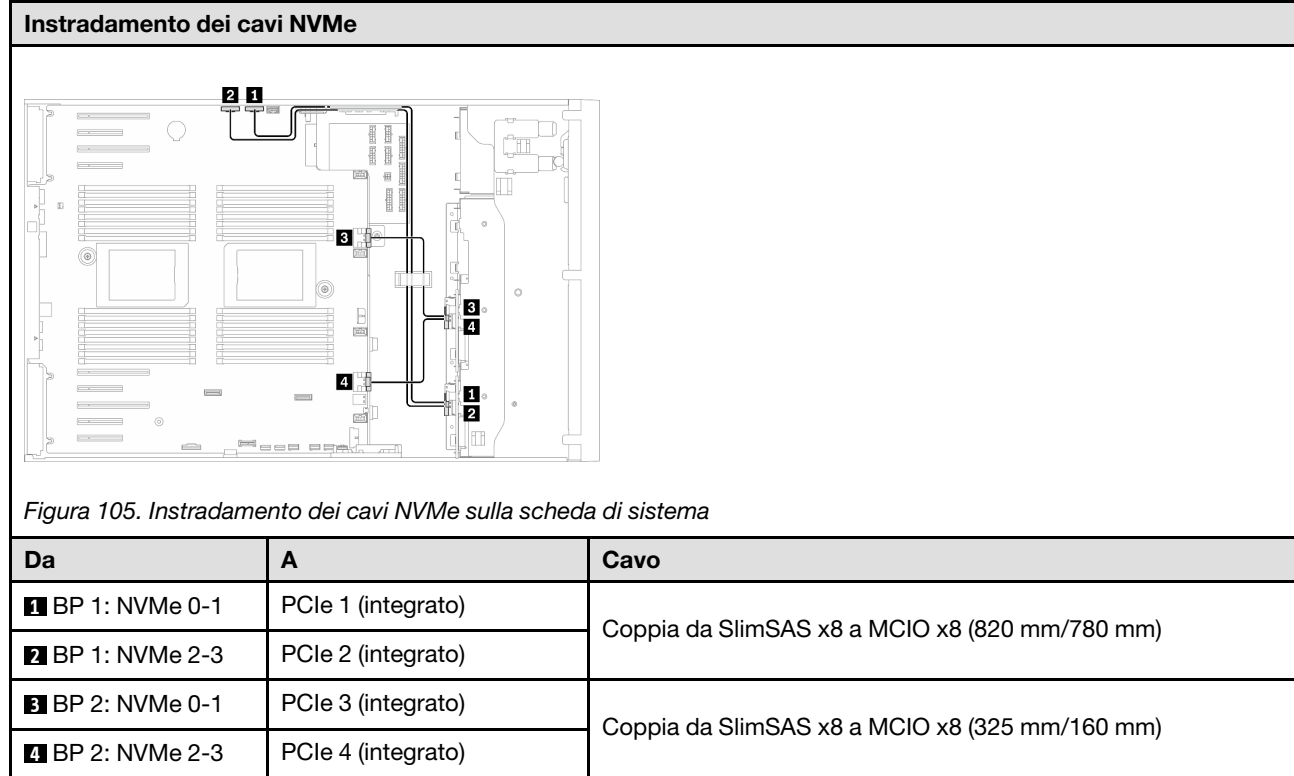 Instradamento dei cavi NVMe
2 1
3
3
4
4
1
2
Figura 105. Instradamento dei cavi NVMe sulla scheda di sistema
Da A Cavo
1 BP 1: NVMe 0-1 PCIe 1 (integrato)
Coppia da SlimSAS x8 a MCIO x8 (820 mm/780 mm)
2 BP 1: NVMe 2-3 PCIe 2 (integrato)
3 BP 2: NVMe 0-1 PCIe 3 (integrato)
Coppia da SlimSAS x8 a MCIO x8 (325 mm/160 mm)
4 BP 2: NVMe 2-3 PCIe 4 (integrato)